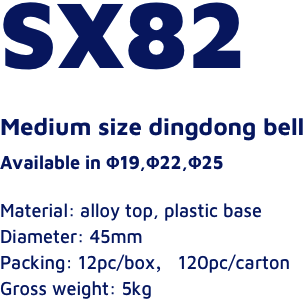 SX82
Medium size dingdong bell
Available in Φ19,Φ22,Φ25
Material: alloy top, plastic base
Diameter: 45mm
Packing: 12pc/box， 120pc/carton
Gross weight: 5kg